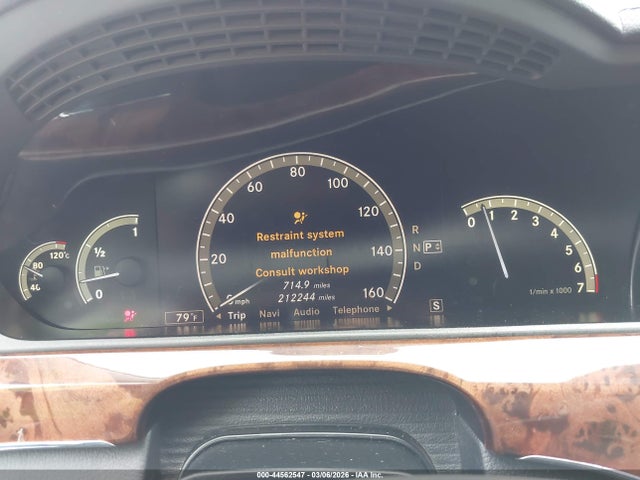 80
60
100
40
120
20
140
0 mph
160
Restraint system
malfunction
Consult workshop
714.9 miles
212244 miles
Trip Navi Audio Telephone
79°F
120°C
80
40
1
½
0
R
N P
D
S
0 1 2 3 4 5 6 7
1/min x 1000
000-44562547 | 03/06/2026 | IAA Inc.